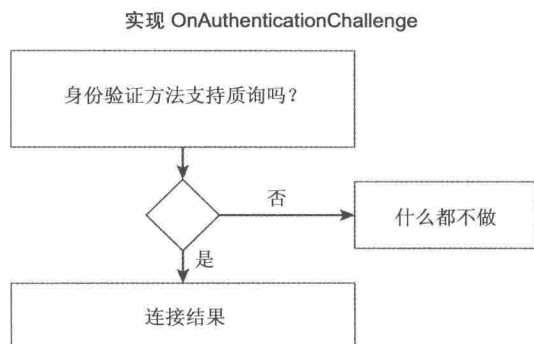 实现 OnAuthenticationChallenge
身份验证方法支持质询吗？
否
什么都不做
是
连接结果